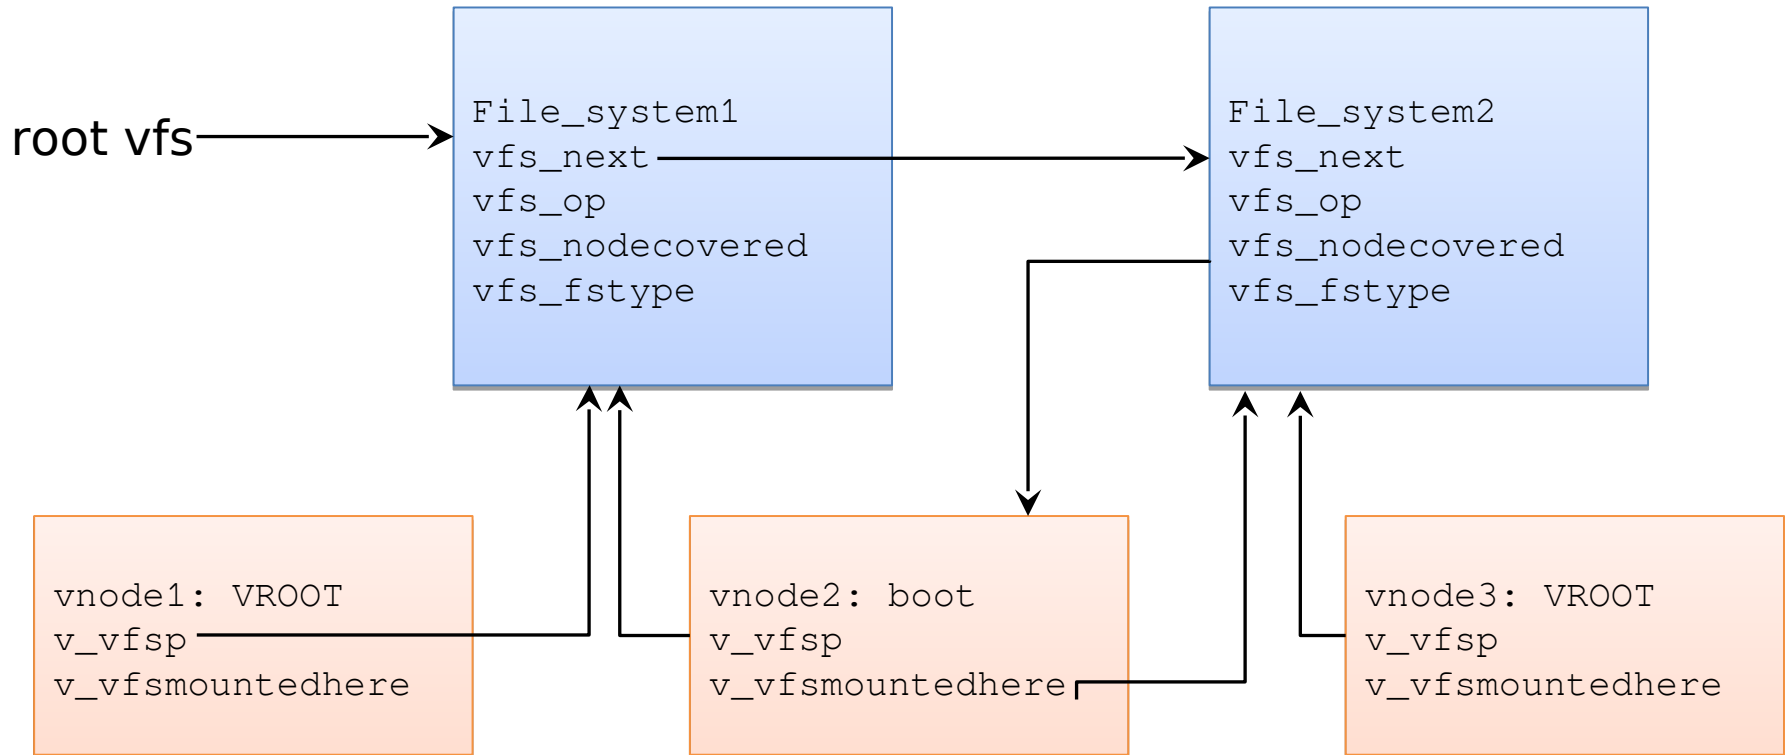 root vfs
File_system1
vfs_next
vfs_op
vfs_nodecovered
vfs_fstype
File_system2
vfs_next
vfs_op
vfs_nodecovered
vfs_fstype
vnode1: VROOT
v_vfsp
v_vfsmountedhere
vnode2: boot
v_vfsp
v_vfsmountedhere
vnode3: VROOT
v_vfsp
v_vfsmountedhere